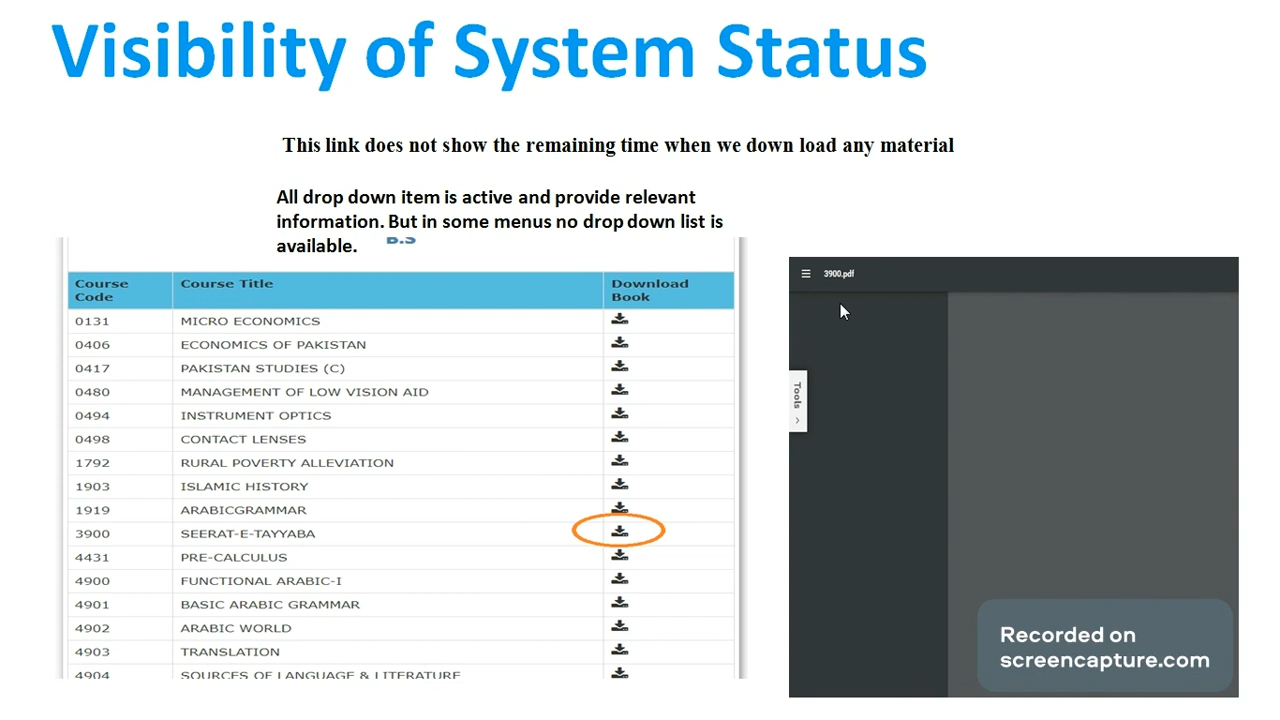 Visibility of System Status
This link does not show the remaining time when we down load any material
All drop down item is active and provide relevant
information. But in some menus no drop down list is
available.
B.S
Course Code Course Title Download Book
0131 MICRO ECONOMICS
0406 ECONOMICS OF PAKISTAN
0417 PAKISTAN STUDIES (C)
0480 MANAGEMENT OF LOW VISION AID
0494 INSTRUMENT OPTICS
0498 CONTACT LENSES
1792 RURAL POVERTY ALLEVIATION
1903 ISLAMIC HISTORY
1919 ARABICGRAMMAR
3900 SEERAT-E-TAYYABA
4431 PRE-CALCULUS
4900 FUNCTIONAL ARABIC-I
4901 BASIC ARABIC GRAMMAR
4902 ARABIC WORLD
4903 TRANSLATION
4904 SOURCES OF LANGUAGE & LITERATURE
3900.pdf
Tools
Recorded on
screencapture.com